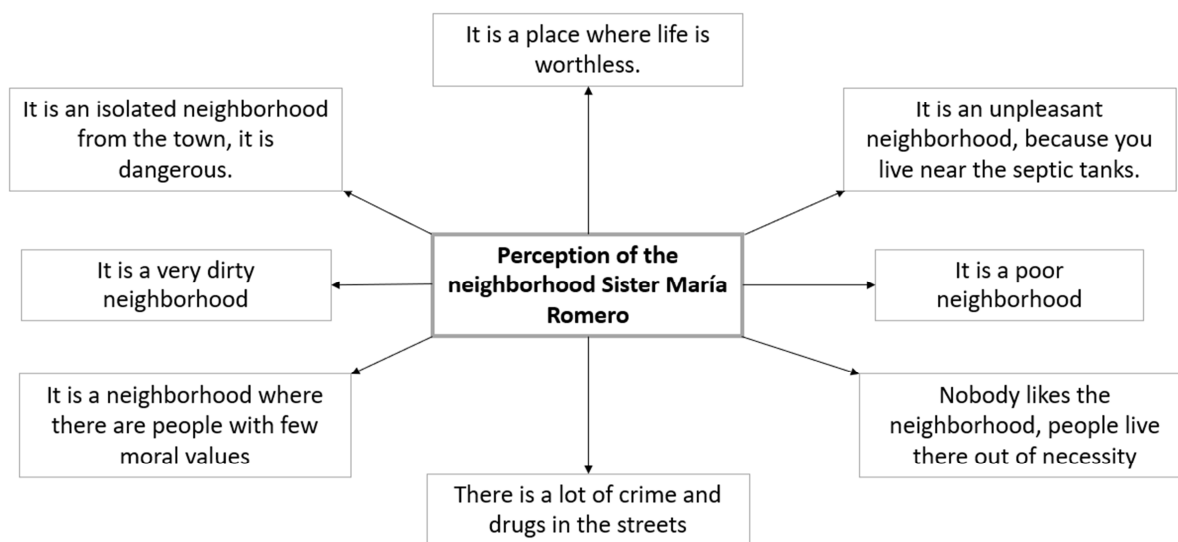 It is a place where life is
worthless.
It is an isolated neighborhood
from the town, it is
dangerous.
It is an unpleasant
neighborhood, because you
live near the septic tanks.
Perception of the
neighborhood Sister María
Romero
It is a very dirty
neighborhood
It is a poor
neighborhood
It is a neighborhood where
there are people with few
moral values
Nobody likes the
neighborhood, people live
there out of necessity
There is a lot of crime and
drugs in the streets